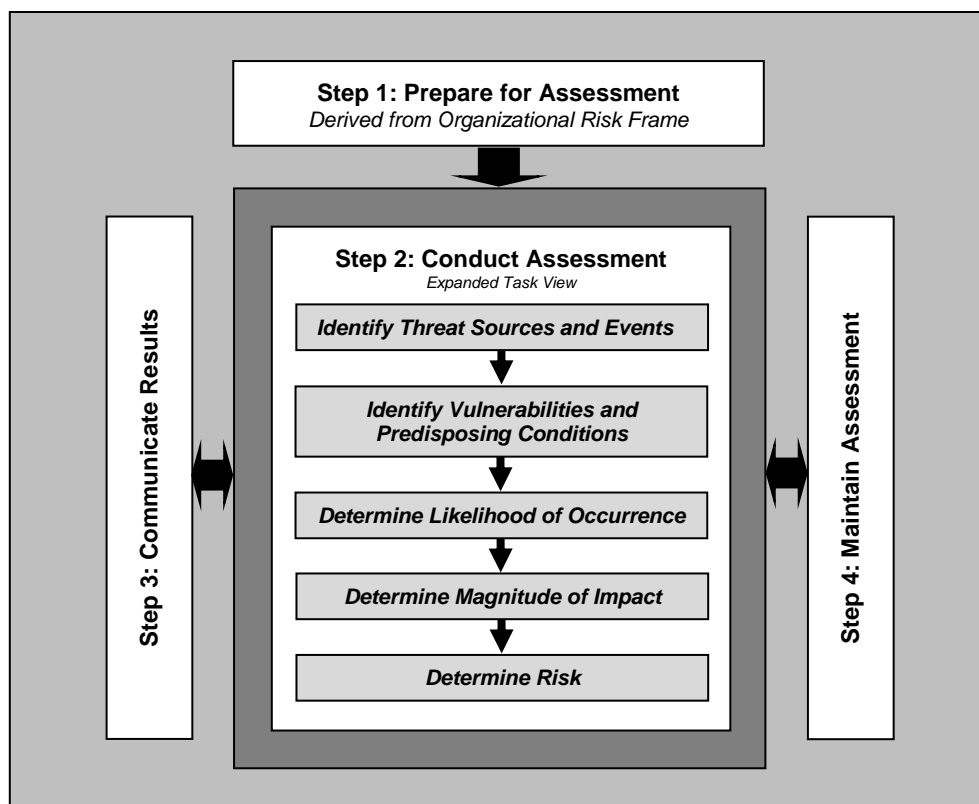 Step 1: Prepare for Assessment
Derived from Organizational Risk Frame
Step 2: Conduct Assessment
Expanded Task View
Identify Threat Sources and Events
Identify Vulnerabilities and
Predisposing Conditions
Determine Likelihood of Occurrence
Determine Magnitude of Impact
Determine Risk
Step 3: Communicate Results
Step 4: Maintain Assessment